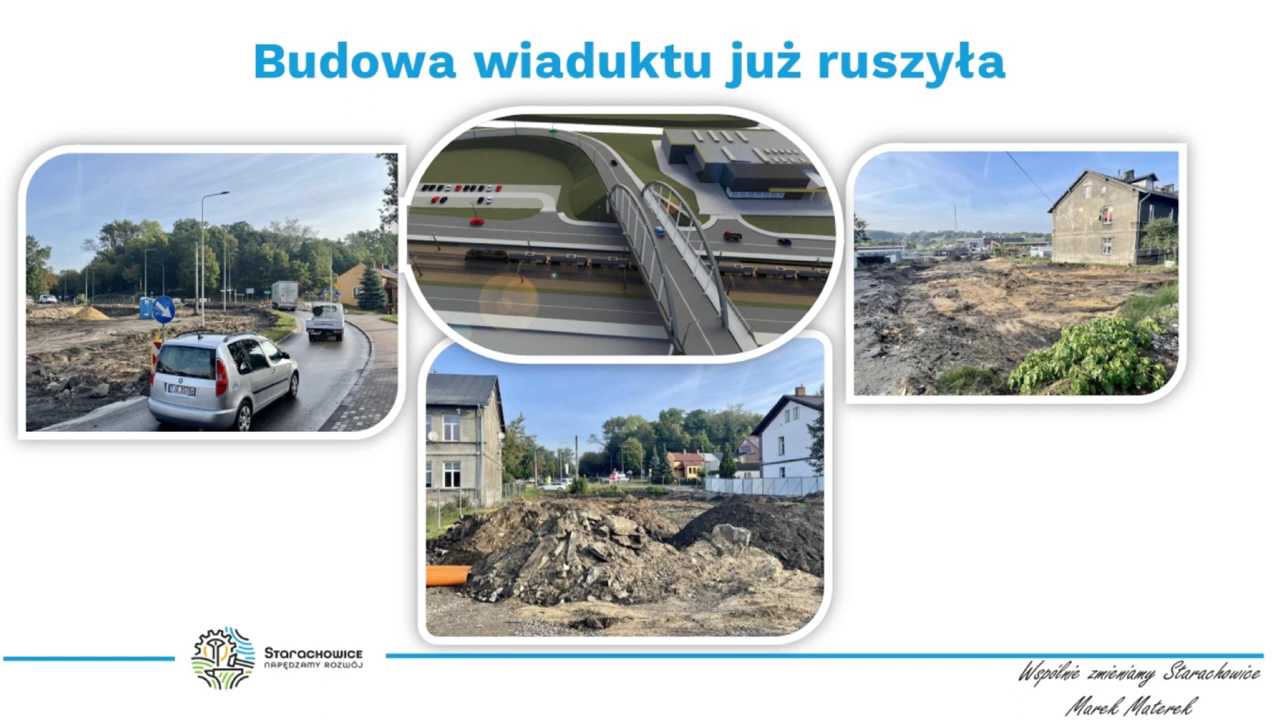 Budowa wiaduktu już ruszyła
Starachowice
NAPĘDZAMY ROZWÓJ
Wspólnie zmieniamy Starachowice
Marek Materek